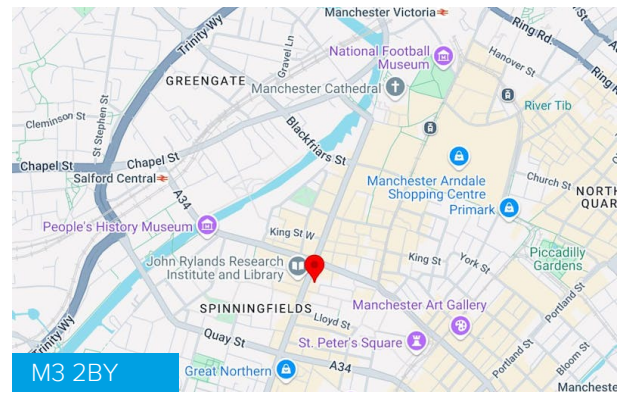 Manchester Victoria
Trinity Wy
Gravel Ln
National Football
Museum
Ring Rd.
Hanover St
GREENGATE
Manchester Cathedral
Ring
River Tib
Cleminson St
St Stephen St
Blackfriars St
Chapel St
Chapel St
Salford Central
Manchester Arndale
Shopping Centre
Church St
A34
Primark
NORTH
QUAR
People's History Museum
King St W
John Rylands Research
Institute and Library
King St
York St
Piccadilly
Gardens
SPINNINGFIELDS
Manchester Art Gallery
Portland St
Lloyd St
Quay St
St. Peter's Square
Trinity Wy
A34
Portland St
Bloom St
Great Northern
Manchester
M3 2BY